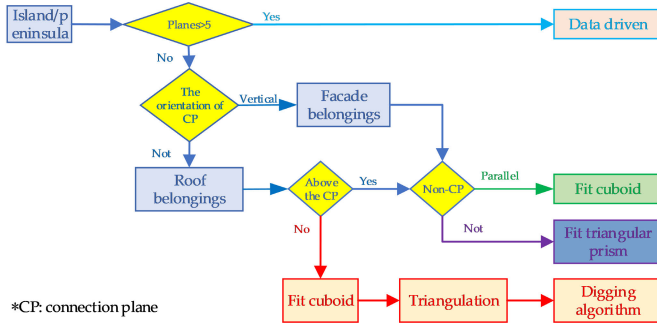 Island/p
eninsula
Planes>5
Yes
Data driven
No
The
orientation of
CP
Vertical
Facade
belongings
Not
Roof
belongings
Above
the CP
Yes
Non-CP
Parallel
Fit cuboid
Not
Fit triangular
prism
No
Fit cuboid
Triangulation
Digging
algorithm
*CP: connection plane